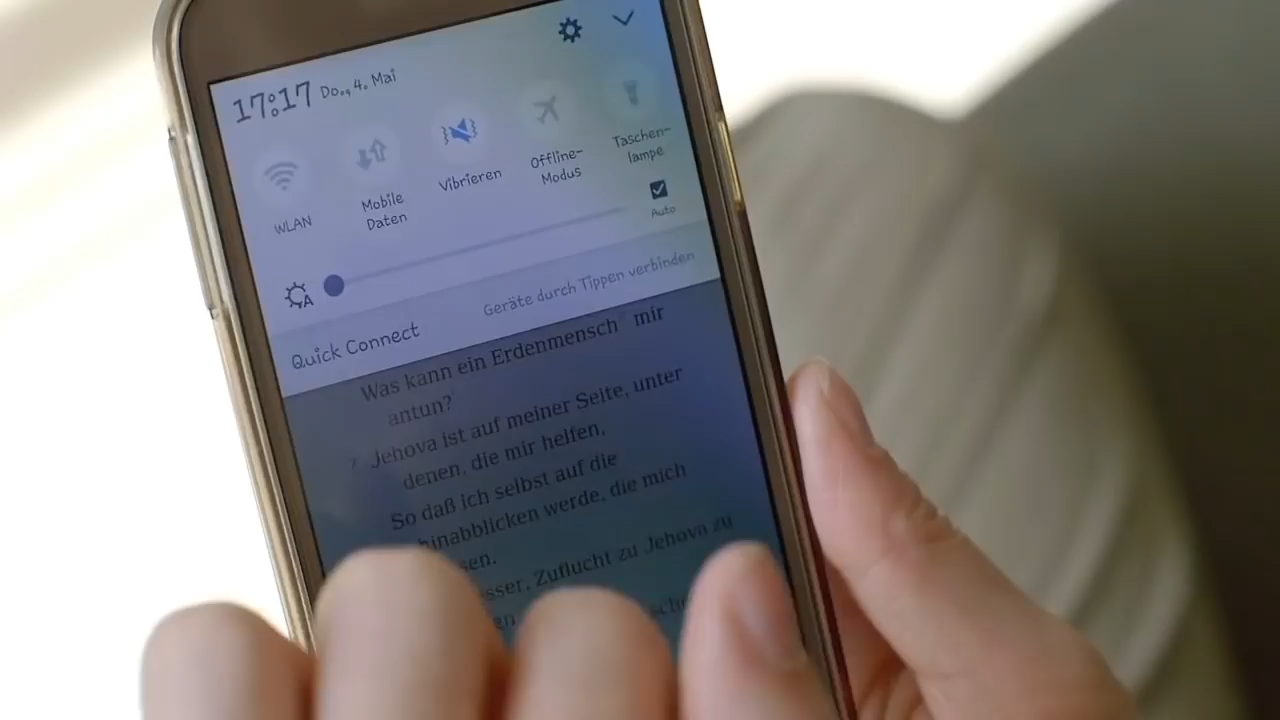 17:17 Do., 4. Mai
WLAN
Mobile
Daten
Vibrieren
Offline-
Modus
Taschen-
lampe
Auto
A
Quick Connect
Geräte durch Tippen verbinden
Was kann ein Erdenmensch* mir
antun?
7 Jehova ist auf meiner Seite, unter
denen, die mir helfen,
So daß ich selbst auf die
hinabblicken werde, die mich
Zuflucht zu Jehova zu